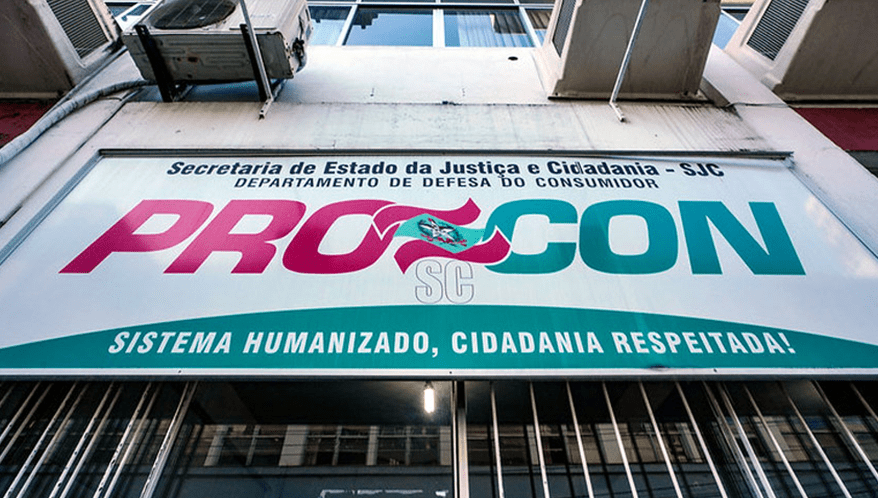 Secretaria de Estado da Justiça e Cidadania - SJC
DEPARTAMENTO DE DEFESA DO CONSUMIDOR
PROCON
SC
SISTEMA HUMANIZADO, CIDADANIA RESPEITADA!